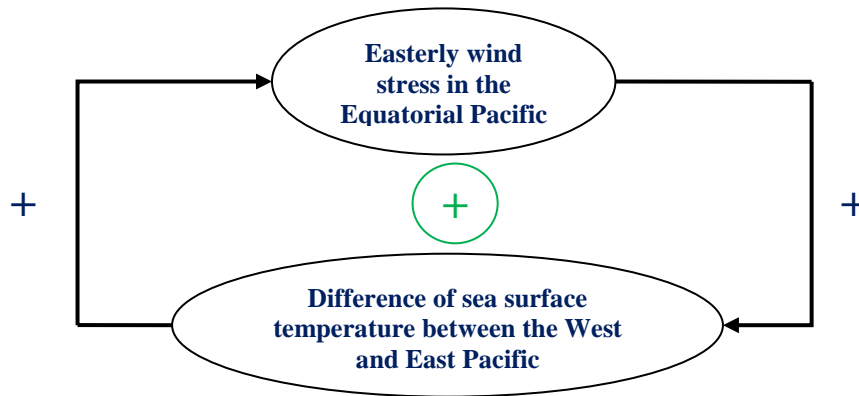 Easterly wind
stress in the
Equatorial Pacific
+
+
+
Difference of sea surface
temperature between the West
and East Pacific